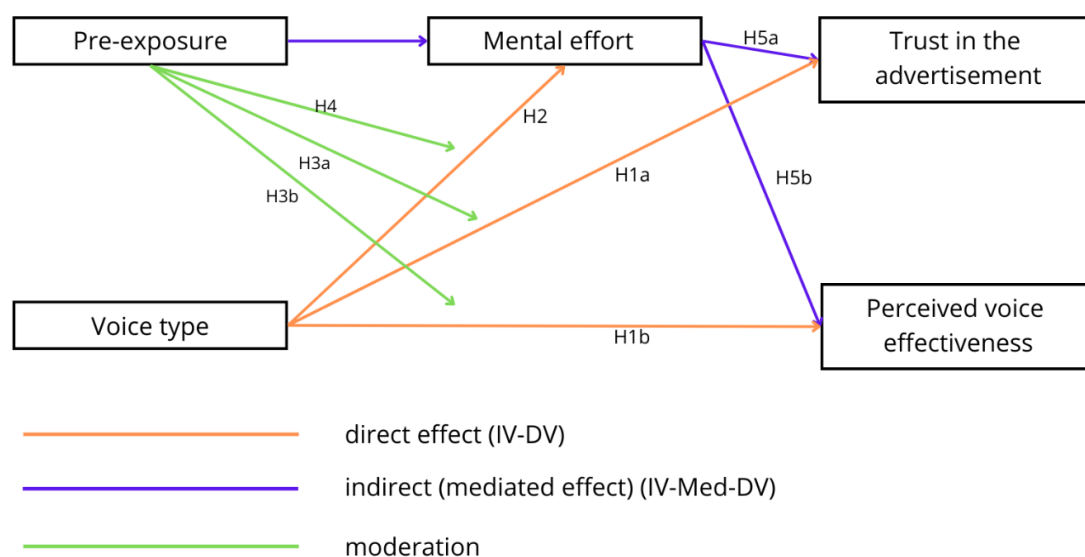 Pre-exposure
Mental effort
Trust in the
advertisement
H5a
H4
H2
H3a
H3b
H1a
H5b
Voice type
H1b
Perceived voice
effectiveness
direct effect (IV-DV)
indirect (mediated effect) (IV-Med-DV)
moderation